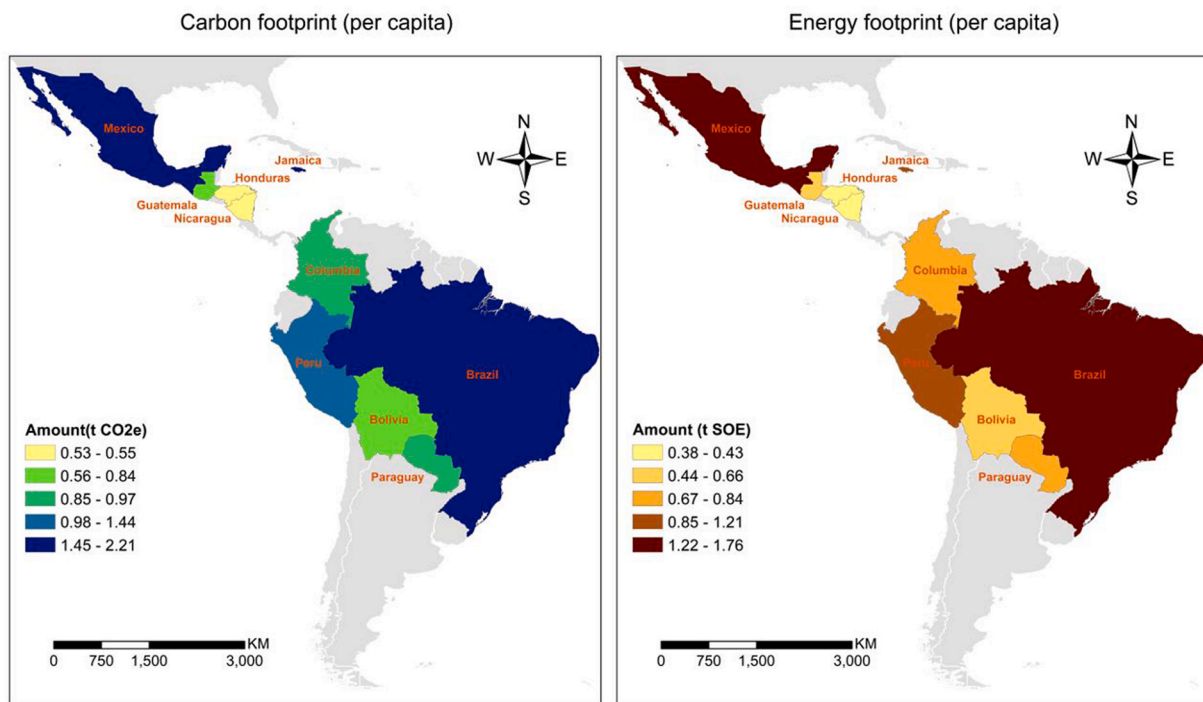 Carbon footprint (per capita)
Mexico
Jamaica
Honduras
Guatemala
Nicaragua
Columbia
Peru
Brazil
Bolivia
Paraguay
N
W E
S
Amount(t CO2e)
0.53 - 0.55
0.56 - 0.84
0.85 - 0.97
0.98 - 1.44
1.45 - 2.21
KM
0 750 1,500 3,000
Energy footprint (per capita)
Mexico
Jamaica
Honduras
Guatemala
Nicaragua
Columbia
Peru
Brazil
Bolivia
Paraguay
N
W E
S
Amount (t SOE)
0.38 - 0.43
0.44 - 0.66
0.67 - 0.84
0.85 - 1.21
1.22 - 1.76
KM
0 750 1,500 3,000